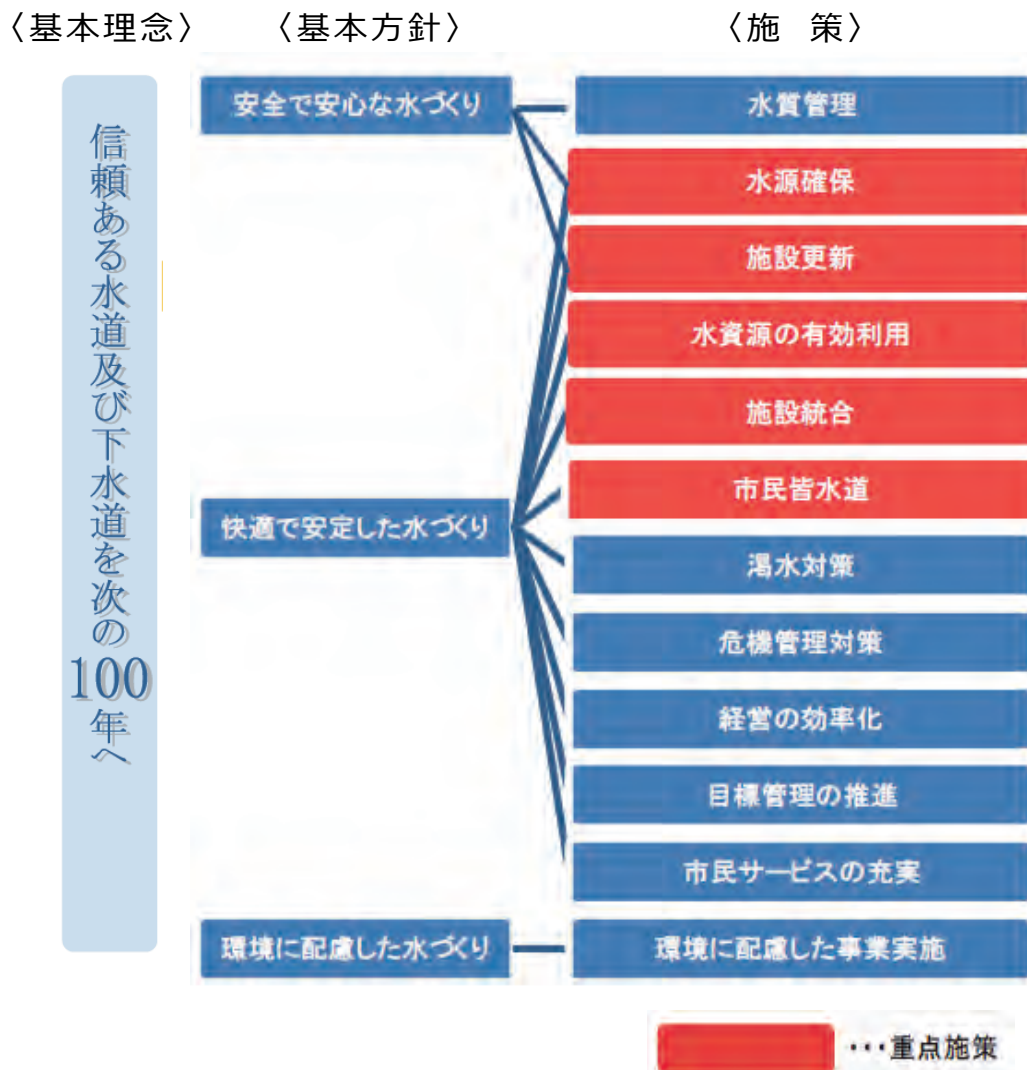 〈基本理念〉 〈基本方針〉 〈施 策〉
信頼ある水道及び下水道を次の100年へ
安全で安心な水づくり
快適で安定した水づくり
環境に配慮した水づくり
水質管理
水源確保
施設更新
水資源の有効利用
施設統合
市民皆水道
渇水対策
危機管理対策
経営の効率化
目標管理の推進
市民サービスの充実
環境に配慮した事業実施
･･･重点施策